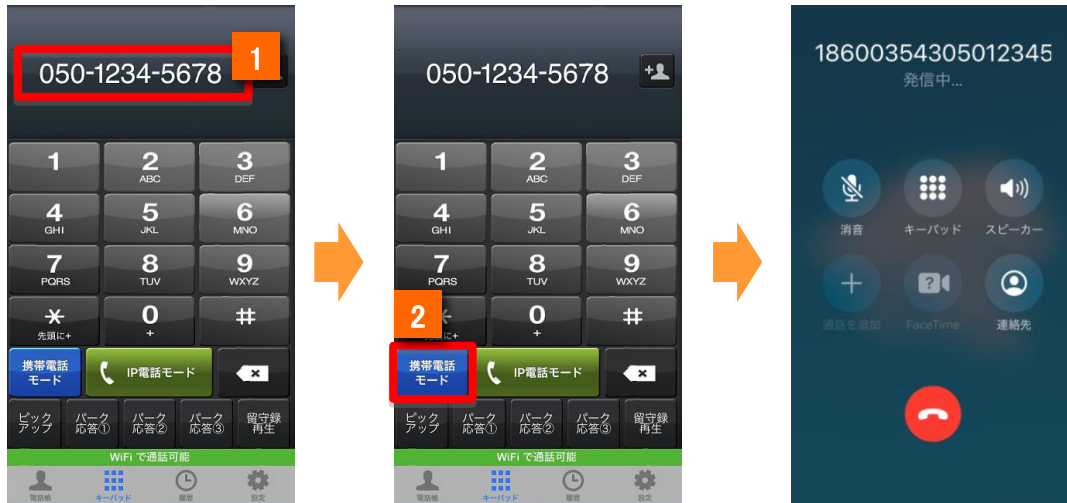 050-1234-5678
1
1
2
ABC
3
DEF
4
GHI
5
JKL
6
MNO
7
PQRS
8
TUV
9
WXYZ
先頭に+
0
+
#
携帯電話
モード
IP電話モード
ピック
アップ
パーク
応答①
パーク
応答②
パーク
応答③
留守録
再生
WiFi で通話可能
電話帳
キーパッド
履歴
設定
050-1234-5678
1
2
ABC
3
DEF
4
GHI
5
JKL
6
MNO
7
PQRS
8
TUV
9
WXYZ
2
0
+
#
携帯電話
モード
IP電話モード
ピック
アップ
パーク
応答①
パーク
応答②
パーク
応答③
留守録
再生
WiFi で通話可能
電話帳
キーパッド
履歴
設定
18600354305012345
発信中...
消音
キーパッド
スピーカー
通話を追加
FaceTime
連絡先